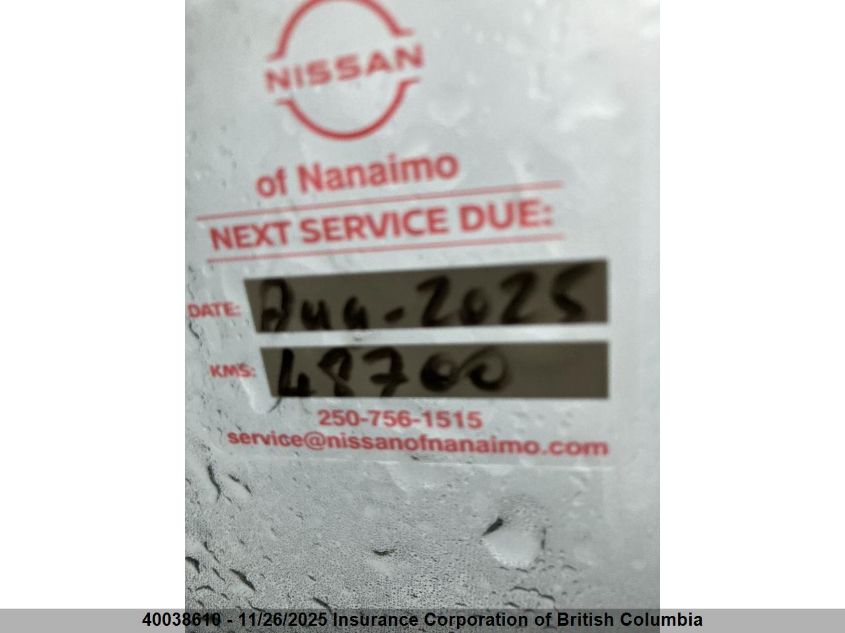 NISSAN
of Nanaimo
NEXT SERVICE DUE:
DATE: Aug-2025
KMS: 48700
250-756-1515
service@nissanofnanaimo.com
40038610 - 11/26/2025 Insurance Corporation of British Columbia